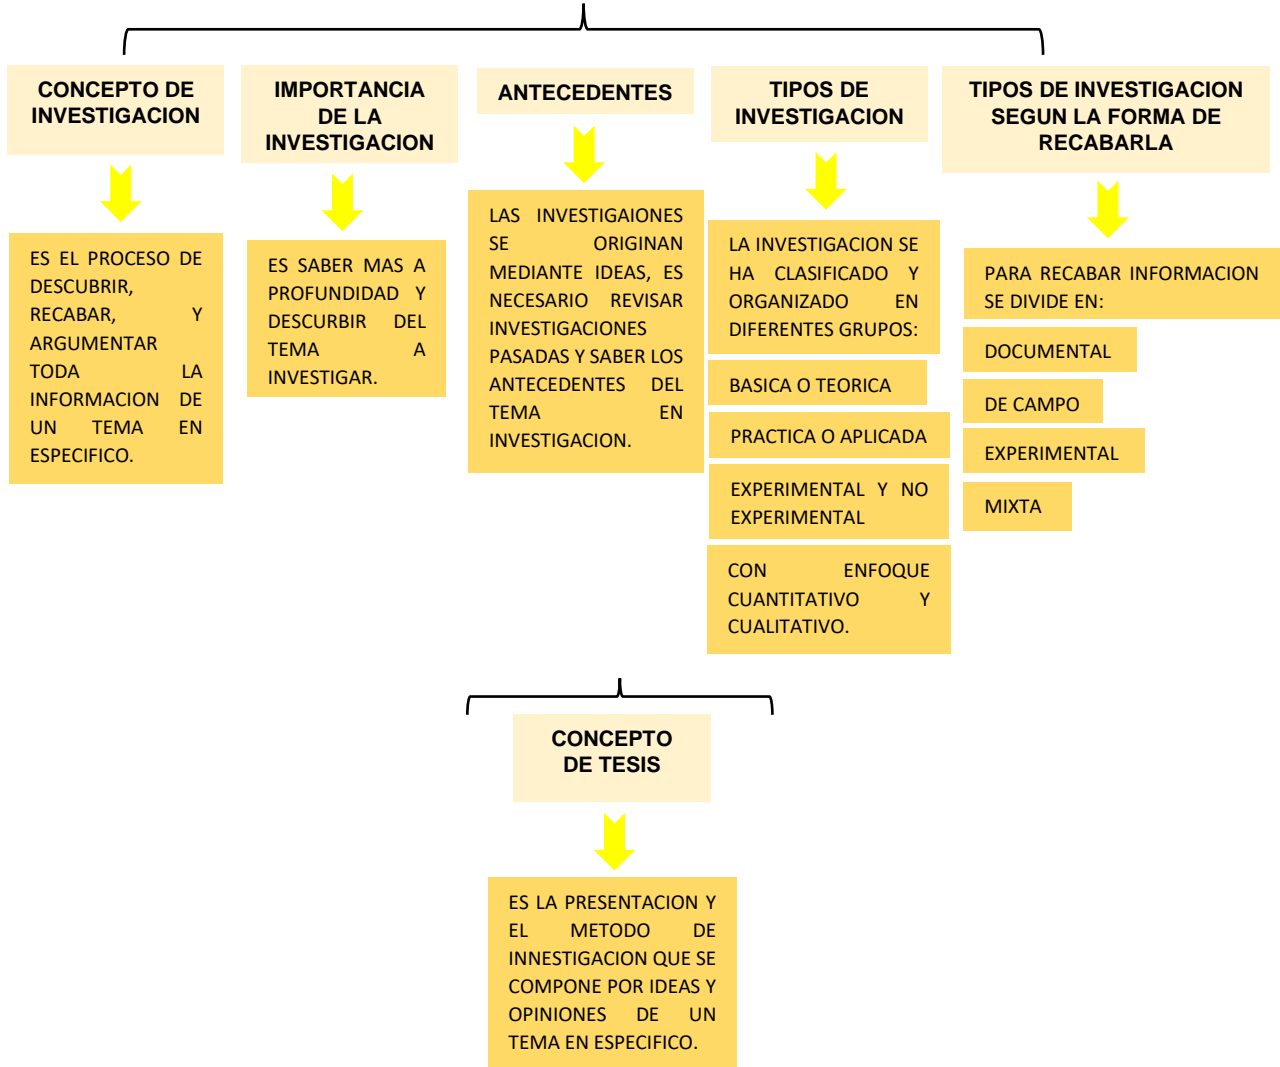 CONCEPTO DE
INVESTIGACION
ES EL PROCESO DE
DESCUBRIR,
RECABAR, Y
ARGUMENTAR
TODA LA
INFORMACION DE
UN TEMA EN
ESPECIFICO.
IMPORTANCIA
DE LA
INVESTIGACION
ES SABER MAS A
PROFUNDIDAD Y
DESCURBIR DEL
TEMA A
INVESTIGAR.
ANTECEDENTES
LAS INVESTIGAIONES
SE ORIGINAN
MEDIANTE IDEAS, ES
NECESARIO REVISAR
INVESTIGACIONES
PASADAS Y SABER LOS
ANTECEDENTES DEL
TEMA EN
INVESTIGACION.
TIPOS DE
INVESTIGACION
LA INVESTIGACION SE
HA CLASIFICADO Y
ORGANIZADO EN
DIFERENTES GRUPOS:
BASICA O TEORICA
PRACTICA O APLICADA
EXPERIMENTAL Y NO
EXPERIMENTAL
CON ENFOQUE
CUANTITATIVO Y
CUALITATIVO.
TIPOS DE INVESTIGACION
SEGUN LA FORMA DE
RECABARLA
PARA RECABAR INFORMACION
SE DIVIDE EN:
DOCUMENTAL
DE CAMPO
EXPERIMENTAL
MIXTA
CONCEPTO
DE TESIS
ES LA PRESENTACION Y
EL METODO DE
INNESTIGACION QUE SE
COMPONE POR IDEAS Y
OPINIONES DE UN
TEMA EN ESPECIFICO.